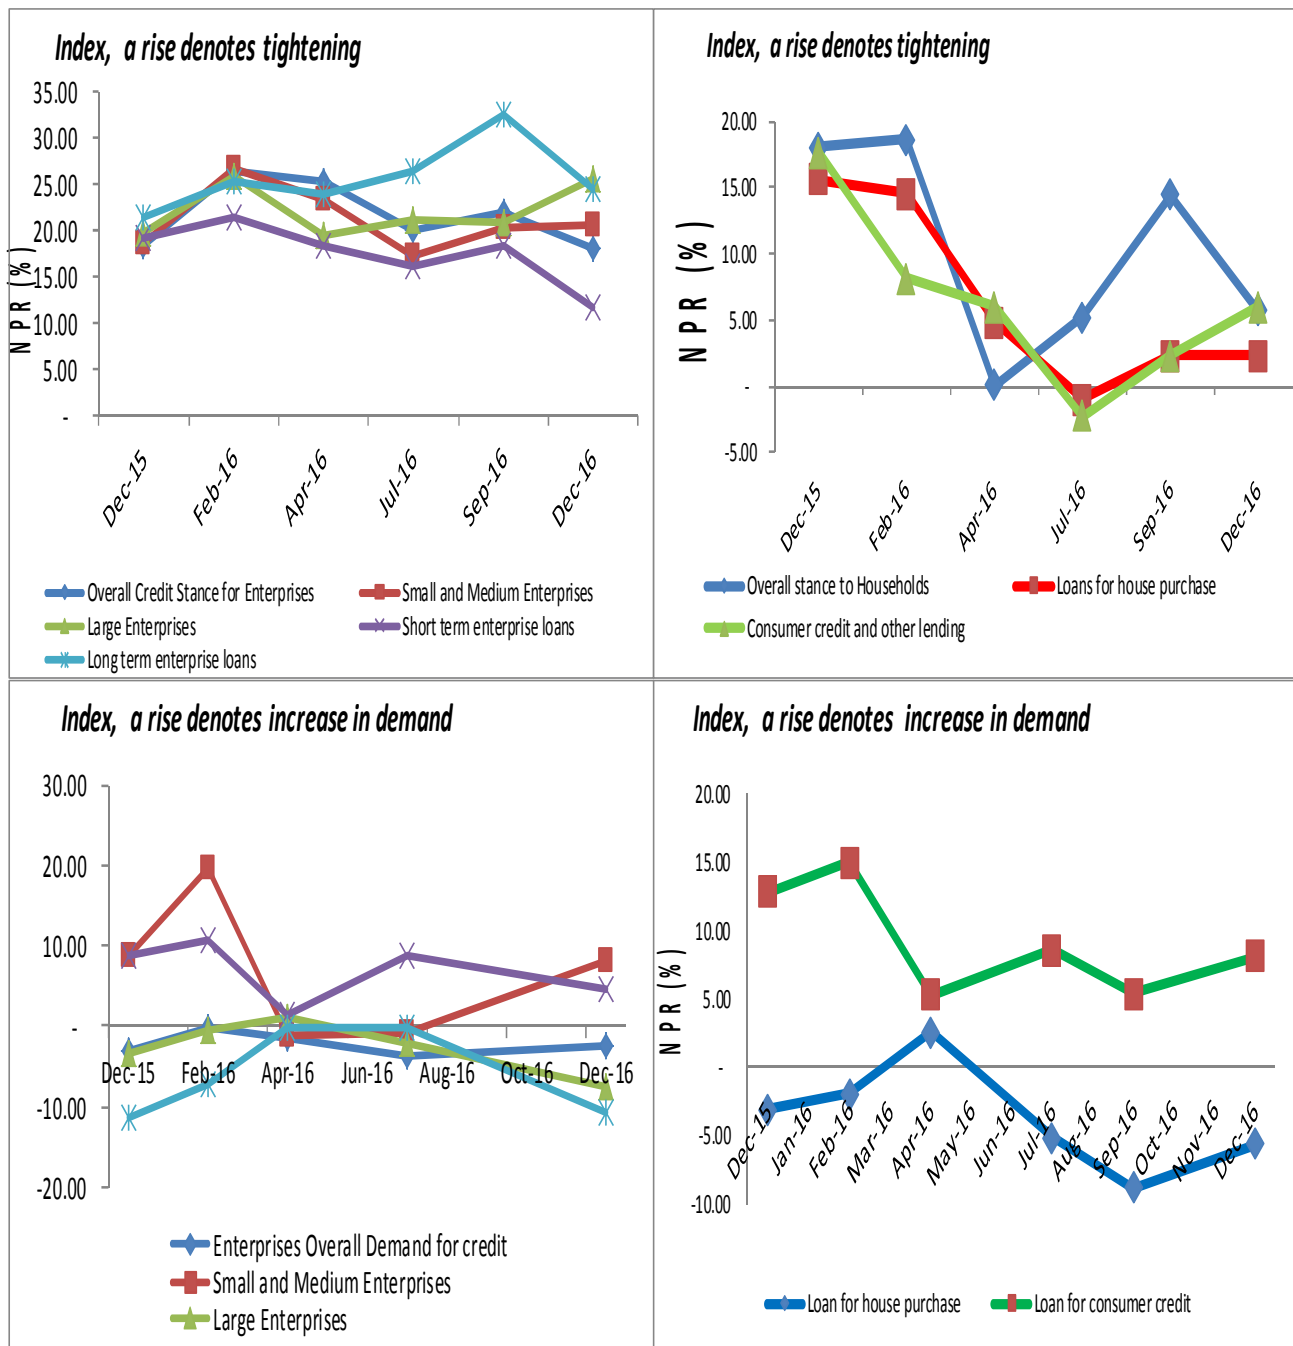 Index, a rise denotes tightening
35.00
30.00
25.00
20.00
15.00
10.00
5.00
-
N P R (%)
Dec-15
Feb-16
Apr-16
Jul-16
Sep-16
Dec-16
Overall Credit Stance for Enterprises
Small and Medium Enterprises
Large Enterprises
Short term enterprise loans
Long term enterprise loans
Index, a rise denotes tightening
20.00
15.00
10.00
5.00
-
-5.00
N P R (%)
Dec-15
Feb-16
Apr-16
Jul-16
Sep-16
Dec-16
Overall stance to Households
Loans for house purchase
Consumer credit and other lending
Index, a rise denotes increase in demand
30.00
20.00
10.00
-
-10.00
-20.00
Dec-15
Feb-16
Apr-16
Jun-16
Aug-16
Oct-16
Dec-16
Enterprises Overall Demand for credit
Small and Medium Enterprises
Large Enterprises
Index, a rise denotes increase in demand
20.00
15.00
10.00
5.00
-
-5.00
-10.00
N P R (%)
Dec-15
Jan-16
Feb-16
Mar-16
Apr-16
May-16
Jun-16
Jul-16
Aug-16
Sep-16
Oct-16
Nov-16
Dec-16
Loan for house purchase
Loan for consumer credit